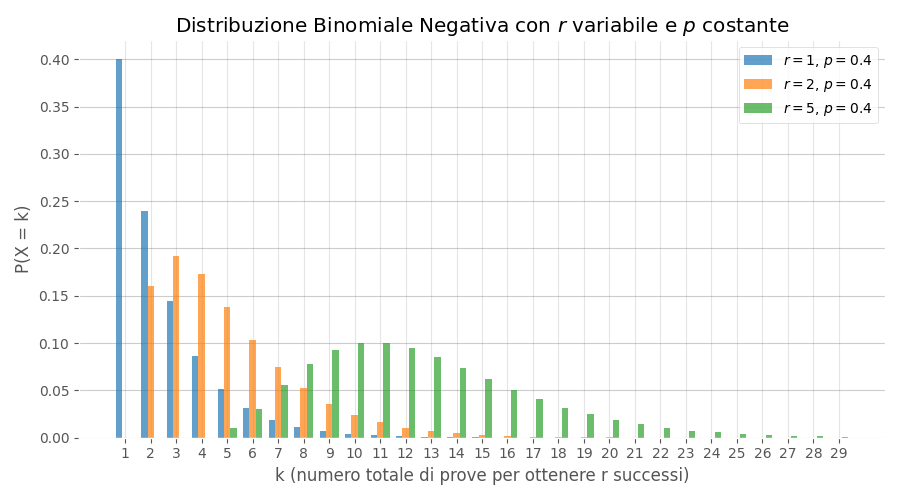 Distribuzione Binomiale Negativa con r variabile e p costante
r = 1, p = 0.4
r = 2, p = 0.4
r = 5, p = 0.4
P(X = k)
0.40
0.35
0.30
0.25
0.20
0.15
0.10
0.05
0.00
1 2 3 4 5 6 7 8 9 10 11 12 13 14 15 16 17 18 19 20 21 22 23 24 25 26 27 28 29
k (numero totale di prove per ottenere r successi)